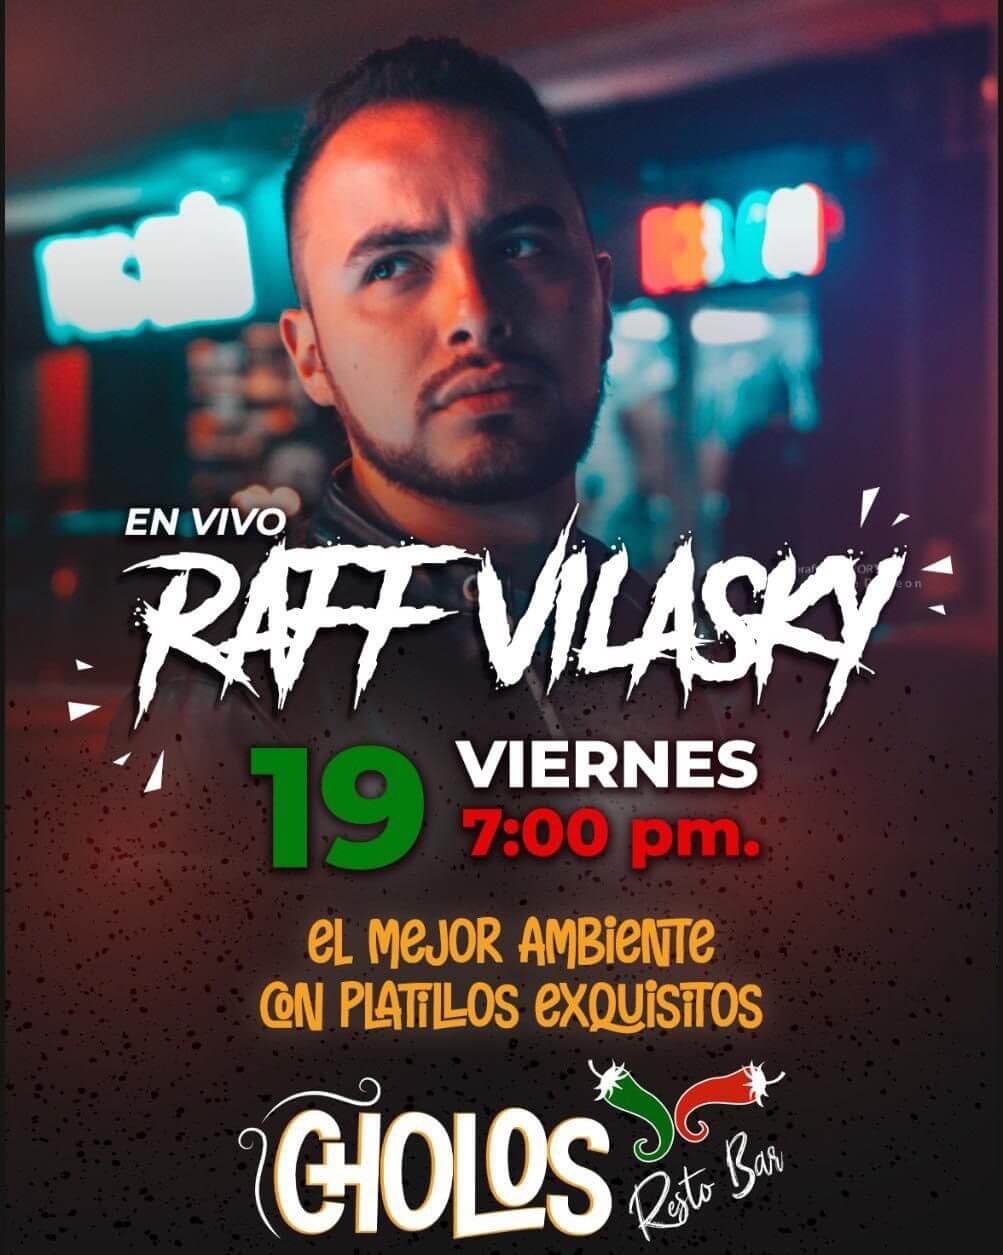 EN VIVO
RAFF VILASKY
19
VIERNES
7:00 pm.
EL MEJOR AMBIENTE
CON PLATILLOS EXQUISITOS
CHOLOS
Resto Bar